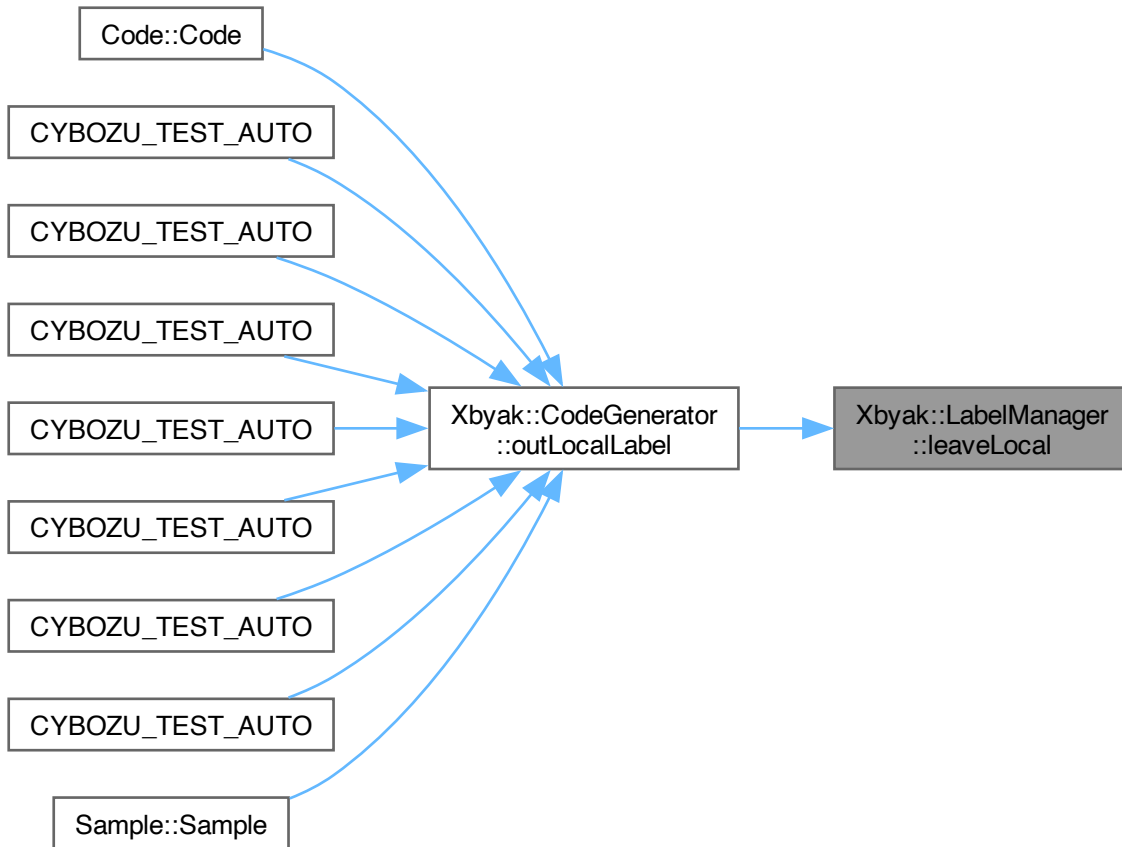 Code::Code
CYBOZU_TEST_AUTO
CYBOZU_TEST_AUTO
CYBOZU_TEST_AUTO
CYBOZU_TEST_AUTO
CYBOZU_TEST_AUTO
CYBOZU_TEST_AUTO
CYBOZU_TEST_AUTO
Sample::Sample
Xbyak::CodeGenerator
::outLocalLabel
Xbyak::LabelManager
::leaveLocal